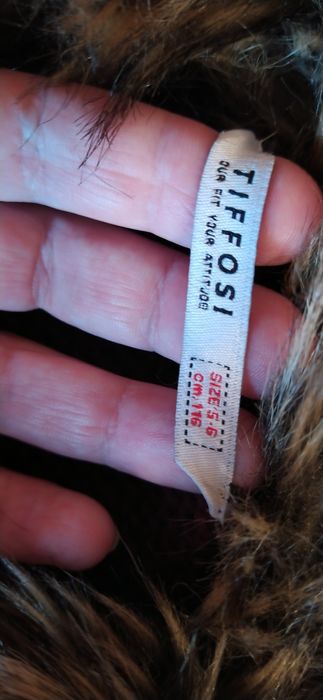 TIFFOSI
OUR FIT YOUR ATTITUDE
SIZE:5.6
CM.116